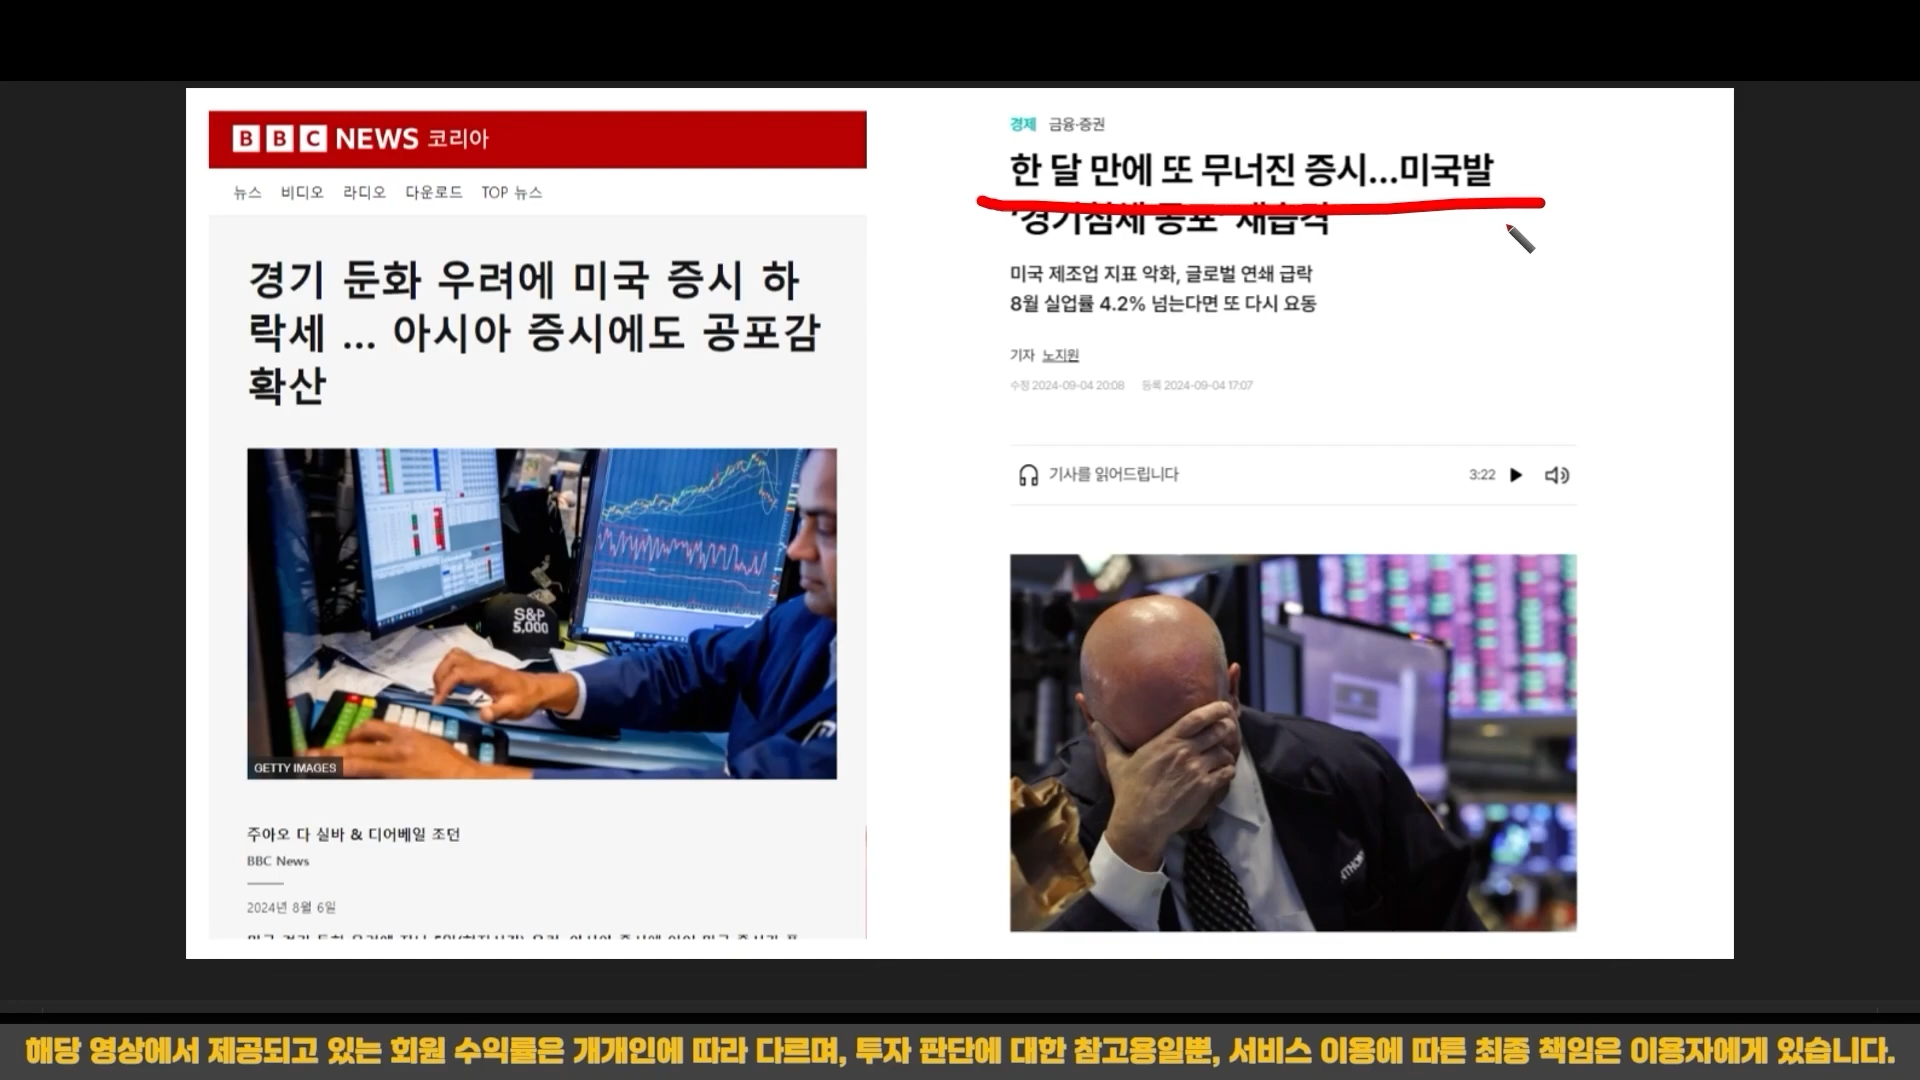 BBC NEWS 코리아
뉴스 비디오 라디오 다운로드 TOP 뉴스
경기 둔화 우려에 미국 증시 하
락세 ... 아시아 증시에도 공포감
확산
S&P
5,000
GETTY IMAGES
주아오 다 실바 & 디어베일 조던
BBC News
2024년 8월 6일
경제 금융·증권
한 달 만에 또 무너진 증시...미국발
'경기침체 공포' 재습격
미국 제조업 지표 악화, 글로벌 연쇄 급락
8월 실업률 4.2% 넘는다면 또 다시 요동
기자 노지원
수정 2024-09-04 20:08 등록 2024-09-04 17:07
기사를 읽어드립니다 3:22
해당 영상에서 제공되고 있는 회원 수익률은 개개인에 따라 다르며, 투자 판단에 대한 참고용일뿐, 서비스 이용에 따른 최종 책임은 이용자에게 있습니다.